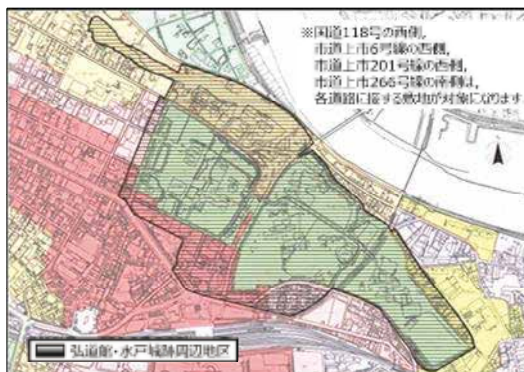 ※国道118号の西側,
市道上市6号線の西側,
市道上市201号線の西側,
市道上市266号線の南側は,
各道路に接する敷地が対象になります
弘道館・水戸城跡周辺地区